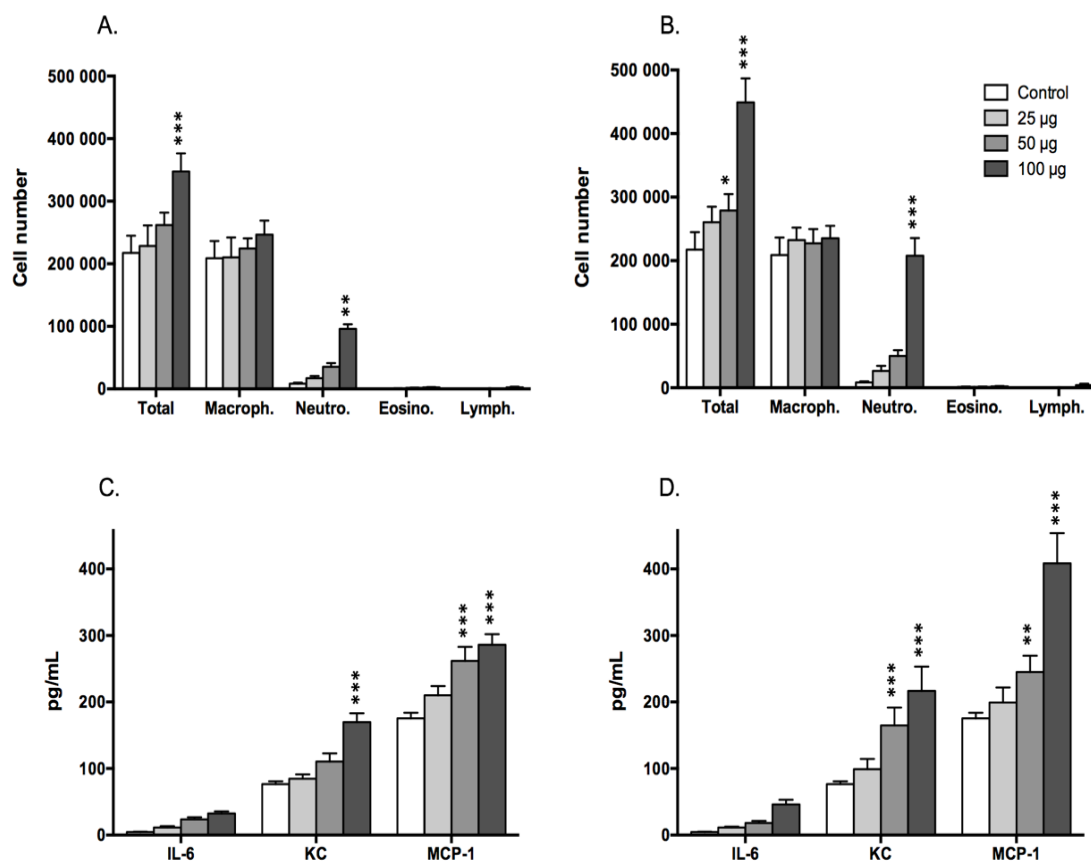 A.
500 000
400 000
300 000
200 000
100 000
0
Cell number
***
**
Total Macroph. Neutro. Eosino. Lymph.
B.
500 000
400 000
300 000
200 000
100 000
0
Cell number
*
***
***
Control
25 µg
50 µg
100 µg
Total Macroph. Neutro. Eosino. Lymph.
C.
400
300
200
100
0
pg/mL
***
***
***
IL-6 KC MCP-1
D.
400
300
200
100
0
pg/mL
***
***
**
***
IL-6 KC MCP-1